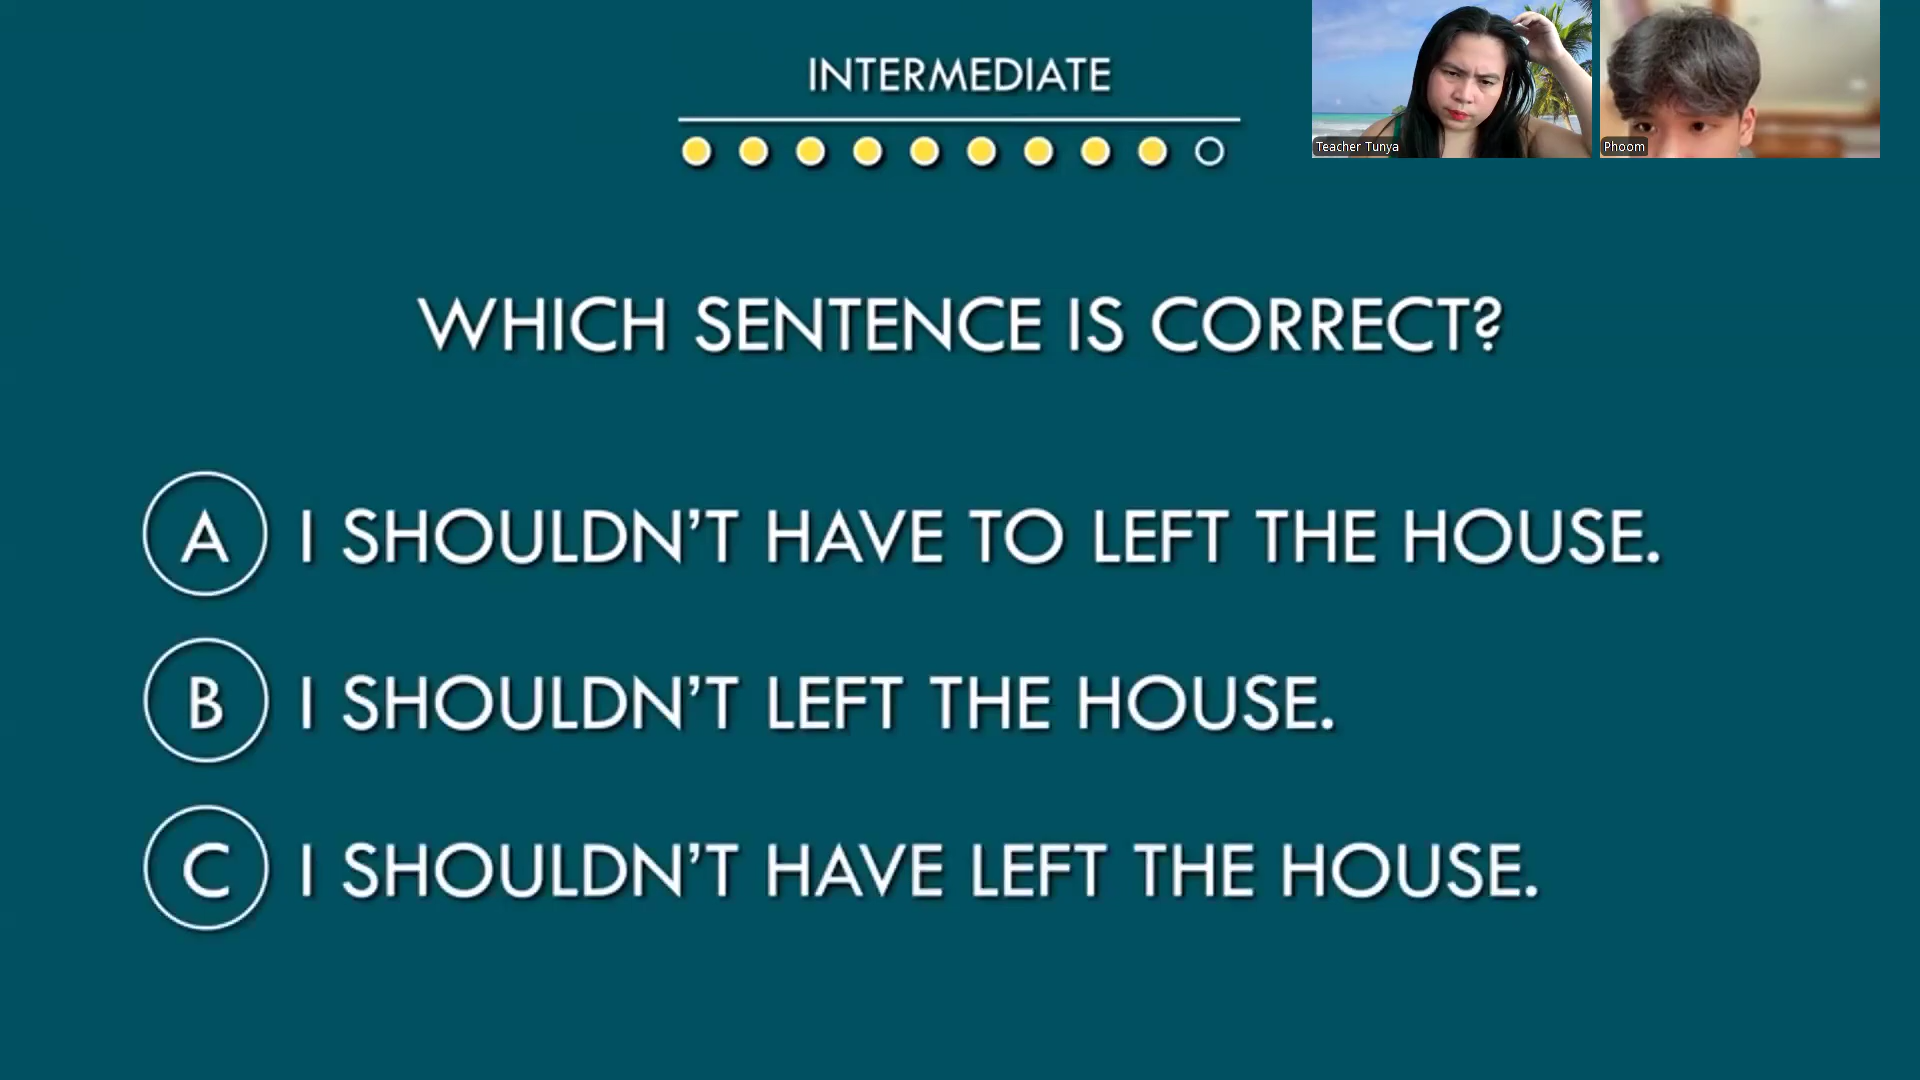 INTERMEDIATE
Teacher Tunya
Phoom
WHICH SENTENCE IS CORRECT?
A I SHOULDN'T HAVE TO LEFT THE HOUSE.
B I SHOULDN'T LEFT THE HOUSE.
C I SHOULDN'T HAVE LEFT THE HOUSE.